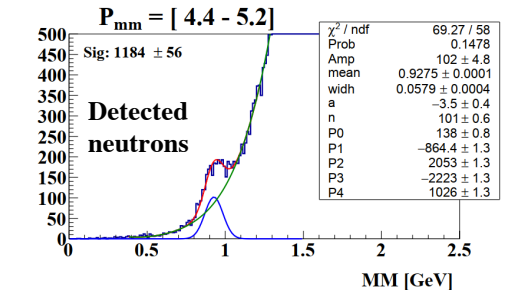 Pmm = [ 4.4 - 5.2]
Sig: 1184 ± 56
Detected
neutrons
χ² / ndf 69.27 / 58
Prob 0.1478
Amp 102 ± 4.8
mean 0.9275 ± 0.0001
widh 0.0579 ± 0.0004
a −3.5 ± 0.4
n 101 ± 0.6
P0 138 ± 0.8
P1 −864.4 ± 1.3
P2 2053 ± 1.3
P3 −2223 ± 1.3
P4 1026 ± 1.3
500
450
400
350
300
250
200
150
100
50
0
0 0.5 1 1.5 2 2.5
MM [GeV]